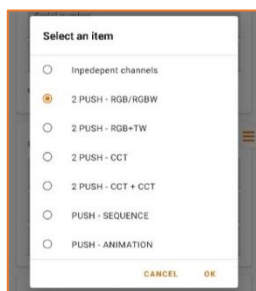 Select an item
Inpedepent channels
2 PUSH - RGB/RGBW
2 PUSH - RGB+TW
2 PUSH - CCT
2 PUSH - CCT + CCT
PUSH - SEQUENCE
PUSH - ANIMATION
CANCEL OK